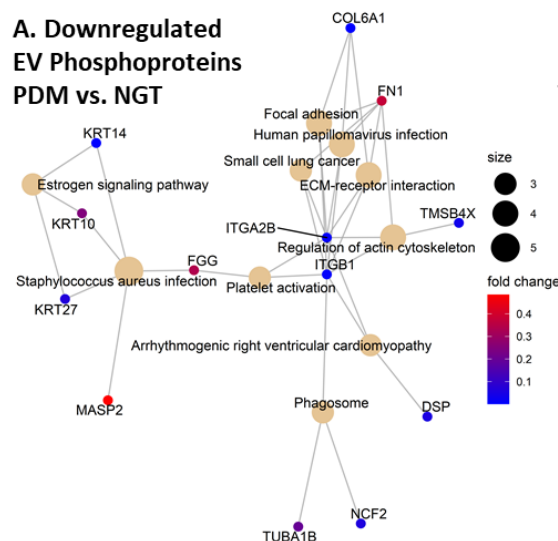 A. Downregulated
EV Phosphoproteins
PDM vs. NGT
COL6A1
FN1
Focal adhesion
Human papillomavirus infection
KRT14
Small cell lung cancer
Estrogen signaling pathway
ECM-receptor interaction
KRT10
ITGA2B
TMSB4X
Regulation of actin cytoskeleton
FGG
ITGB1
Staphylococcus aureus infection
Platelet activation
KRT27
Arrhythmogenic right ventricular cardiomyopathy
MASP2
Phagosome
DSP
TUBA1B
NCF2
size
3
4
5
fold change
0.4
0.3
0.2
0.1